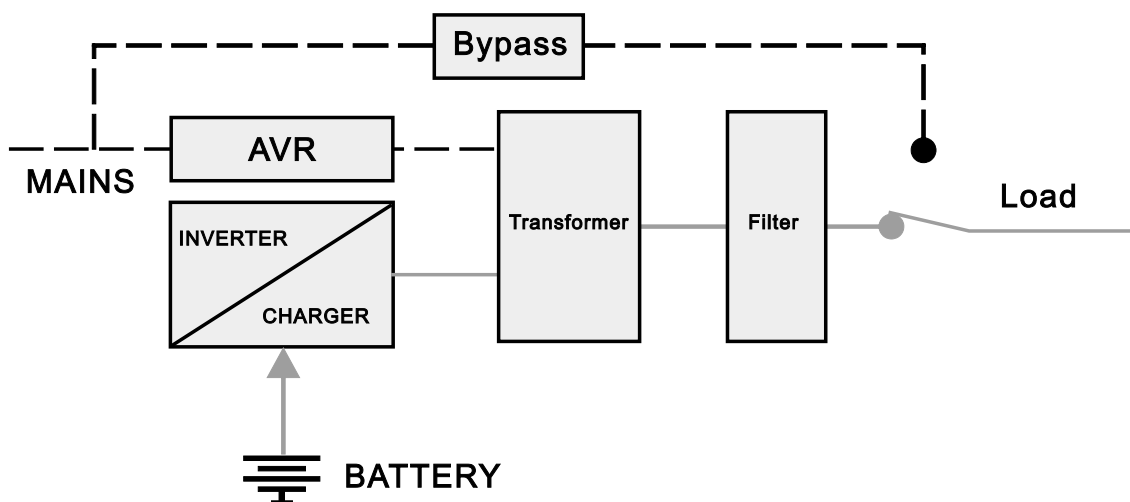 Bypass
AVR
MAINS
INVERTER
CHARGER
Transformer
Filter
Load
BATTERY